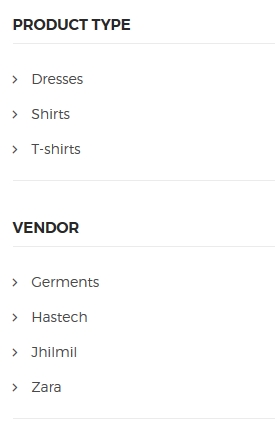 PRODUCT TYPE
Dresses
Shirts
T-shirts
VENDOR
Germents
Hastech
Jhilmil
Zara